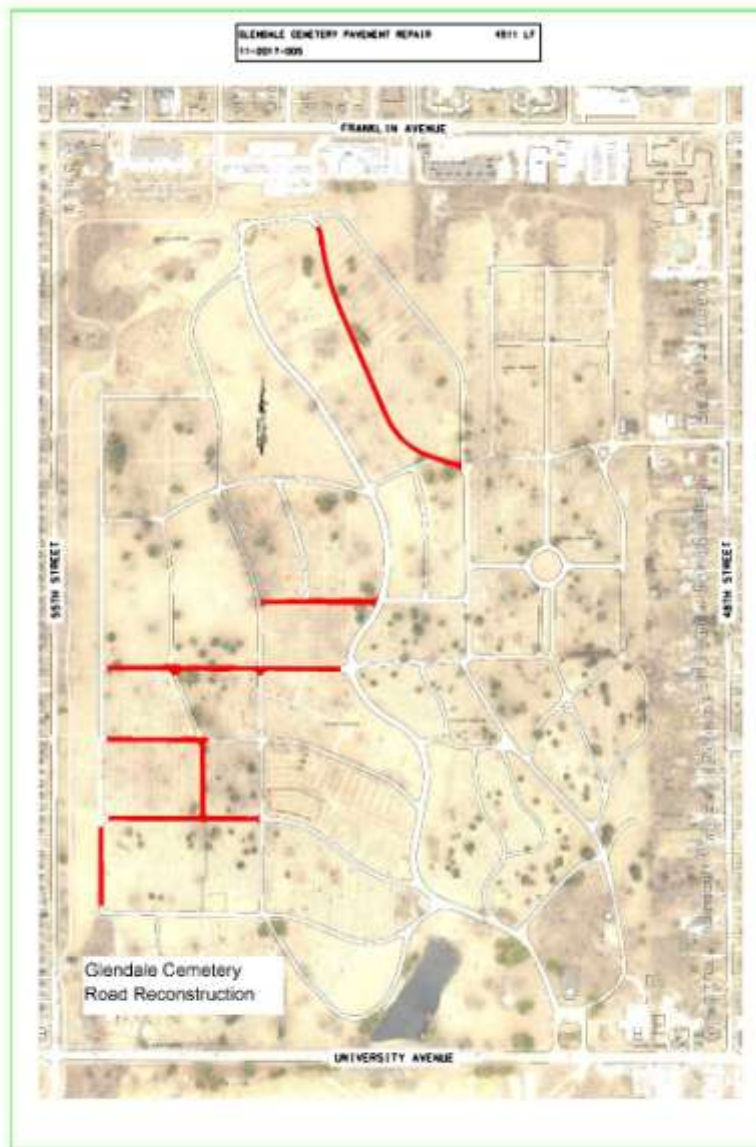 GLENDALE CEMETERY PAVEMENT REPAIR 4511 LF
11-2017-005
FRANKLIN AVENUE
55TH STREET
48TH STREET
Glendale Cemetery
Road Reconstruction
UNIVERSITY AVENUE